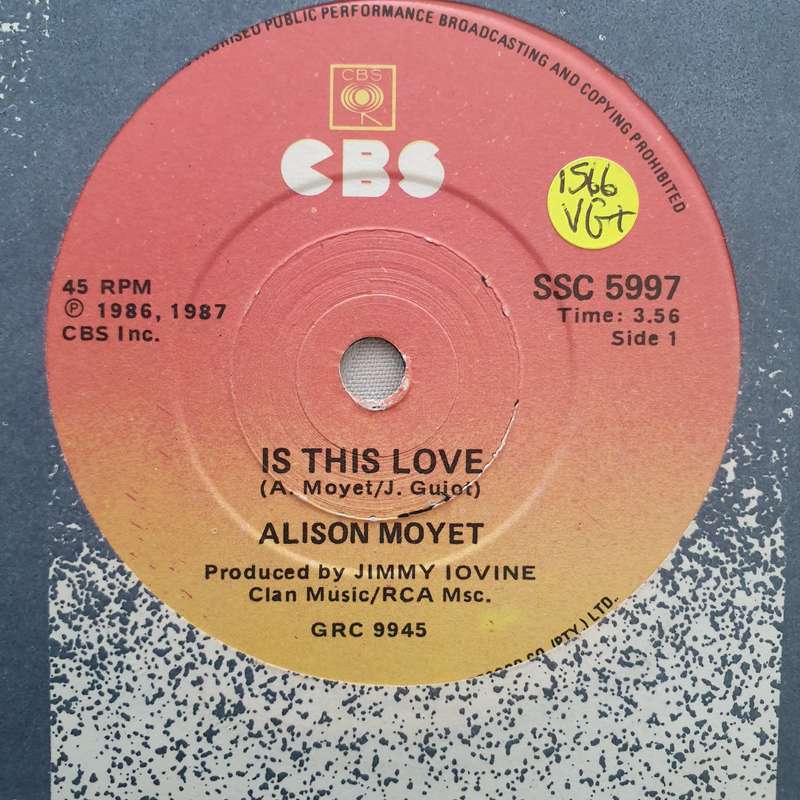 PUBLIC PERFORMANCE BROADCASTING AND COPYING PROHIBITED
CBS
CBS
1566
VG+
45 RPM
℗ 1986, 1987
CBS Inc.
SSC 5997
Time: 3.56
Side 1
IS THIS LOVE
(A. Moyet/J. Guiot)
ALISON MOYET
Produced by JIMMY IOVINE
Clan Music/RCA Msc.
GRC 9945
CO. (PTY.) LTD.